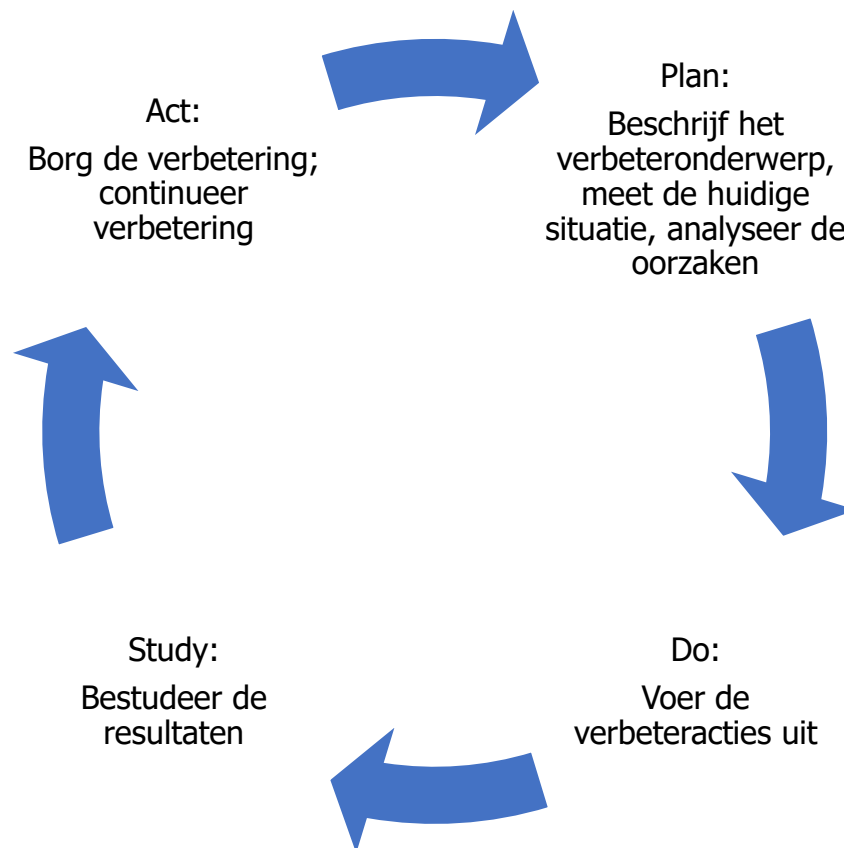 Act:
Borg de verbetering;
continueer
verbetering
Plan:
Beschrijf het
verbeteronderwerp,
meet de huidige
situatie, analyseer de
oorzaken
Study:
Bestudeer de
resultaten
Do:
Voer de
verbeteracties uit